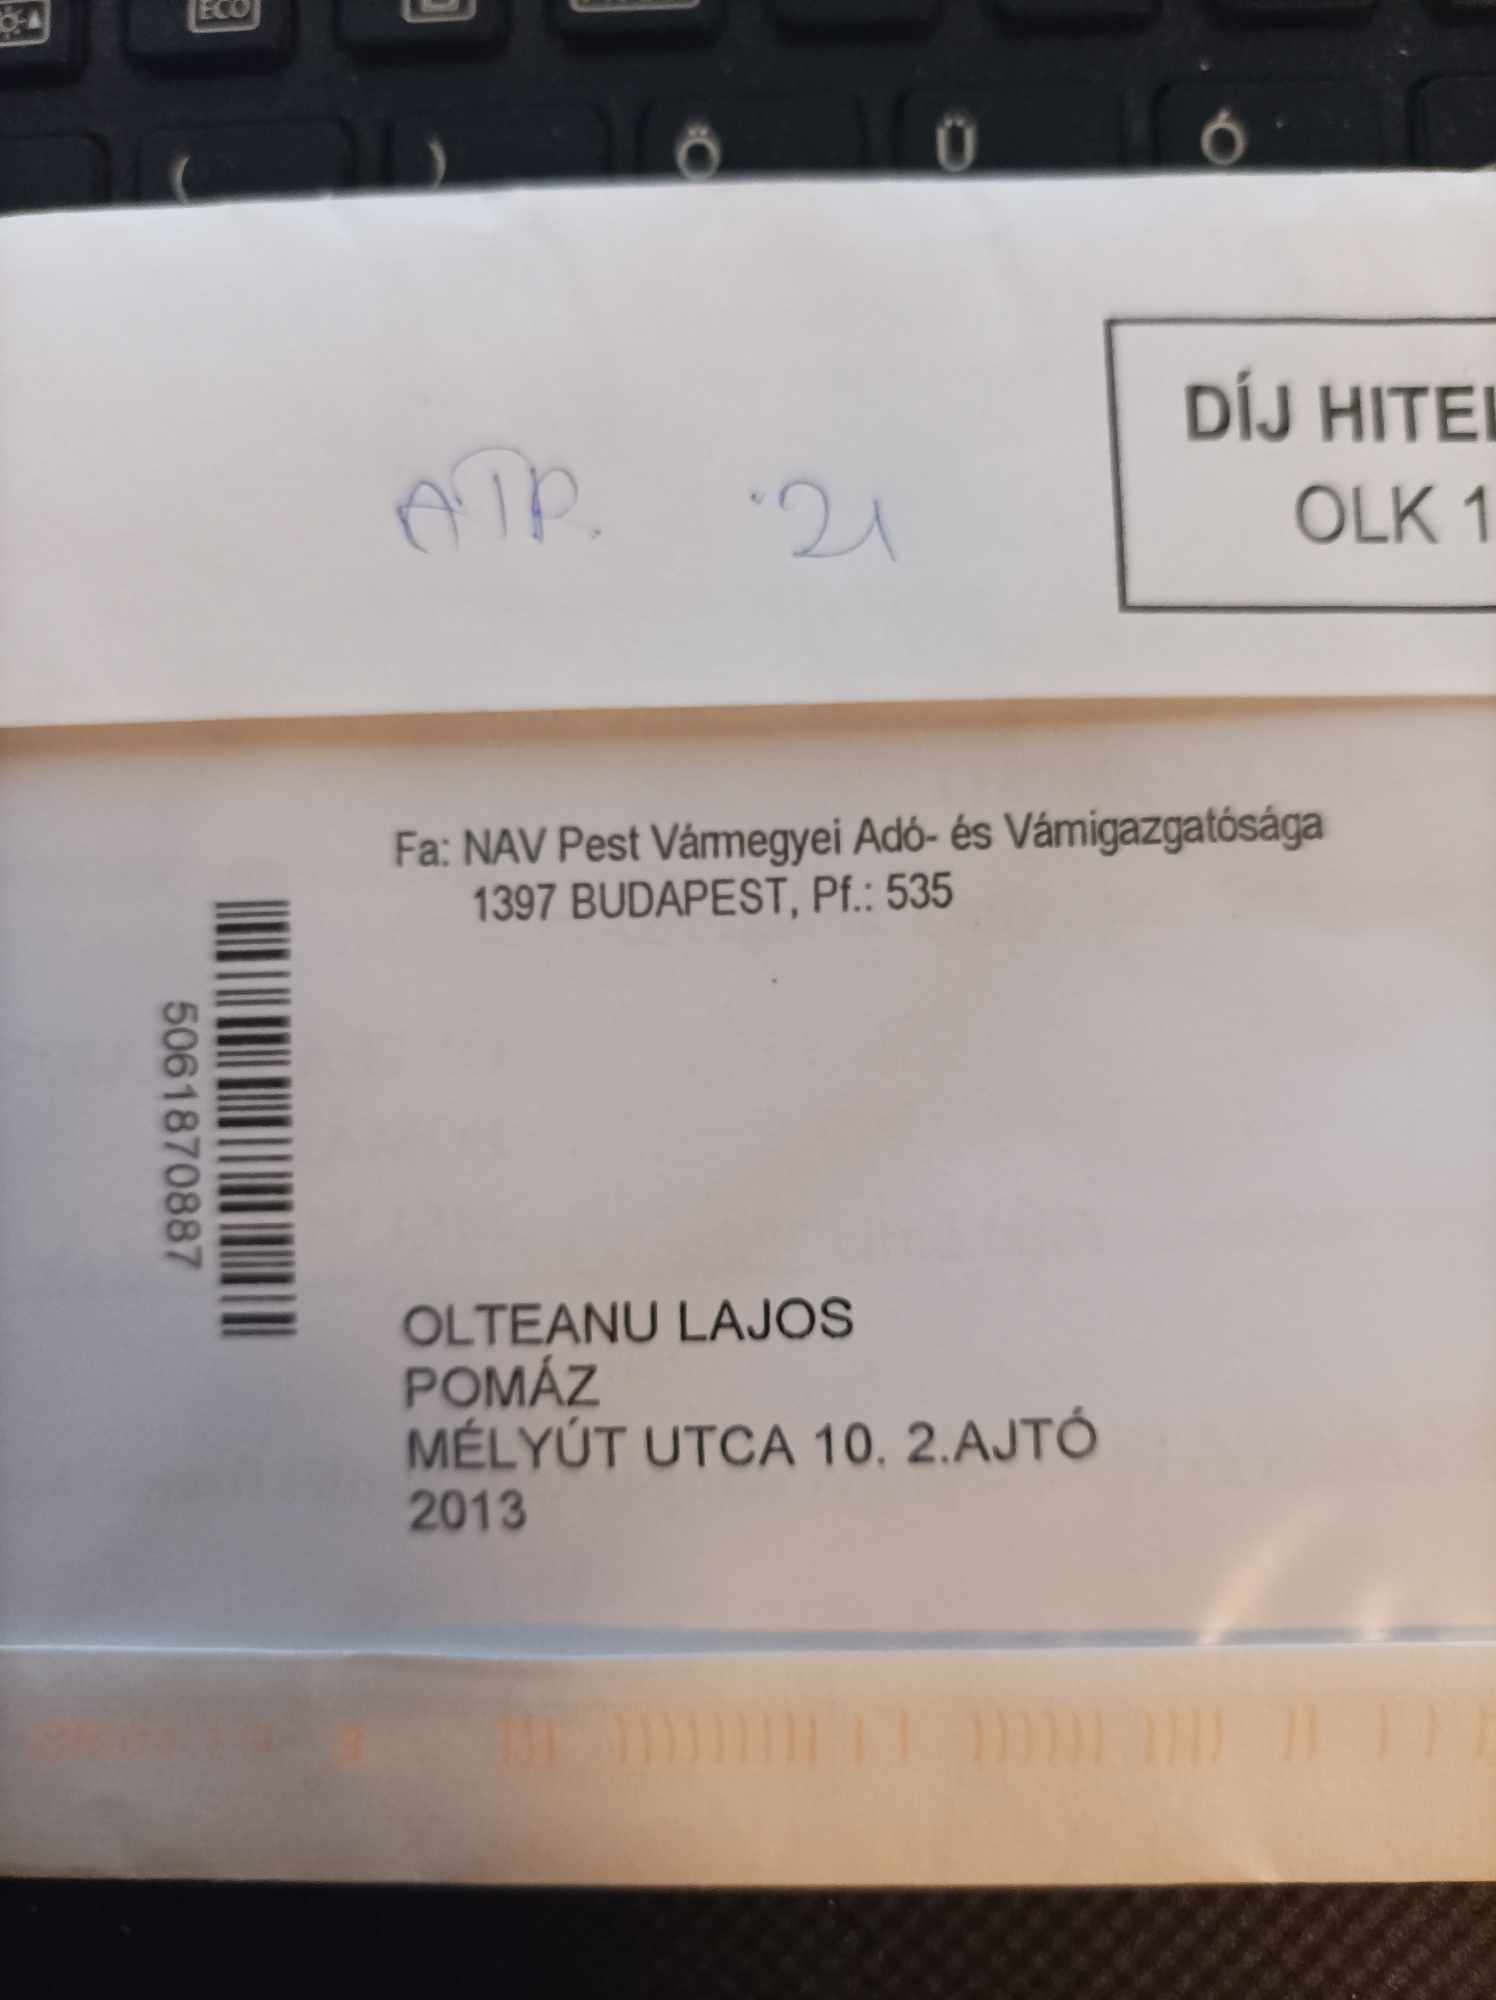 ECO
( ) Ö Ü Ó
DÍJ HITEL
OLK 1
ATP. '21
Fa: NAV Pest Vármegyei Adó- és Vámigazgatósága
1397 BUDAPEST, Pf.: 535
5061870887
OLTEANU LAJOS
POMÁZ
MÉLYÚT UTCA 10. 2.AJTÓ
2013